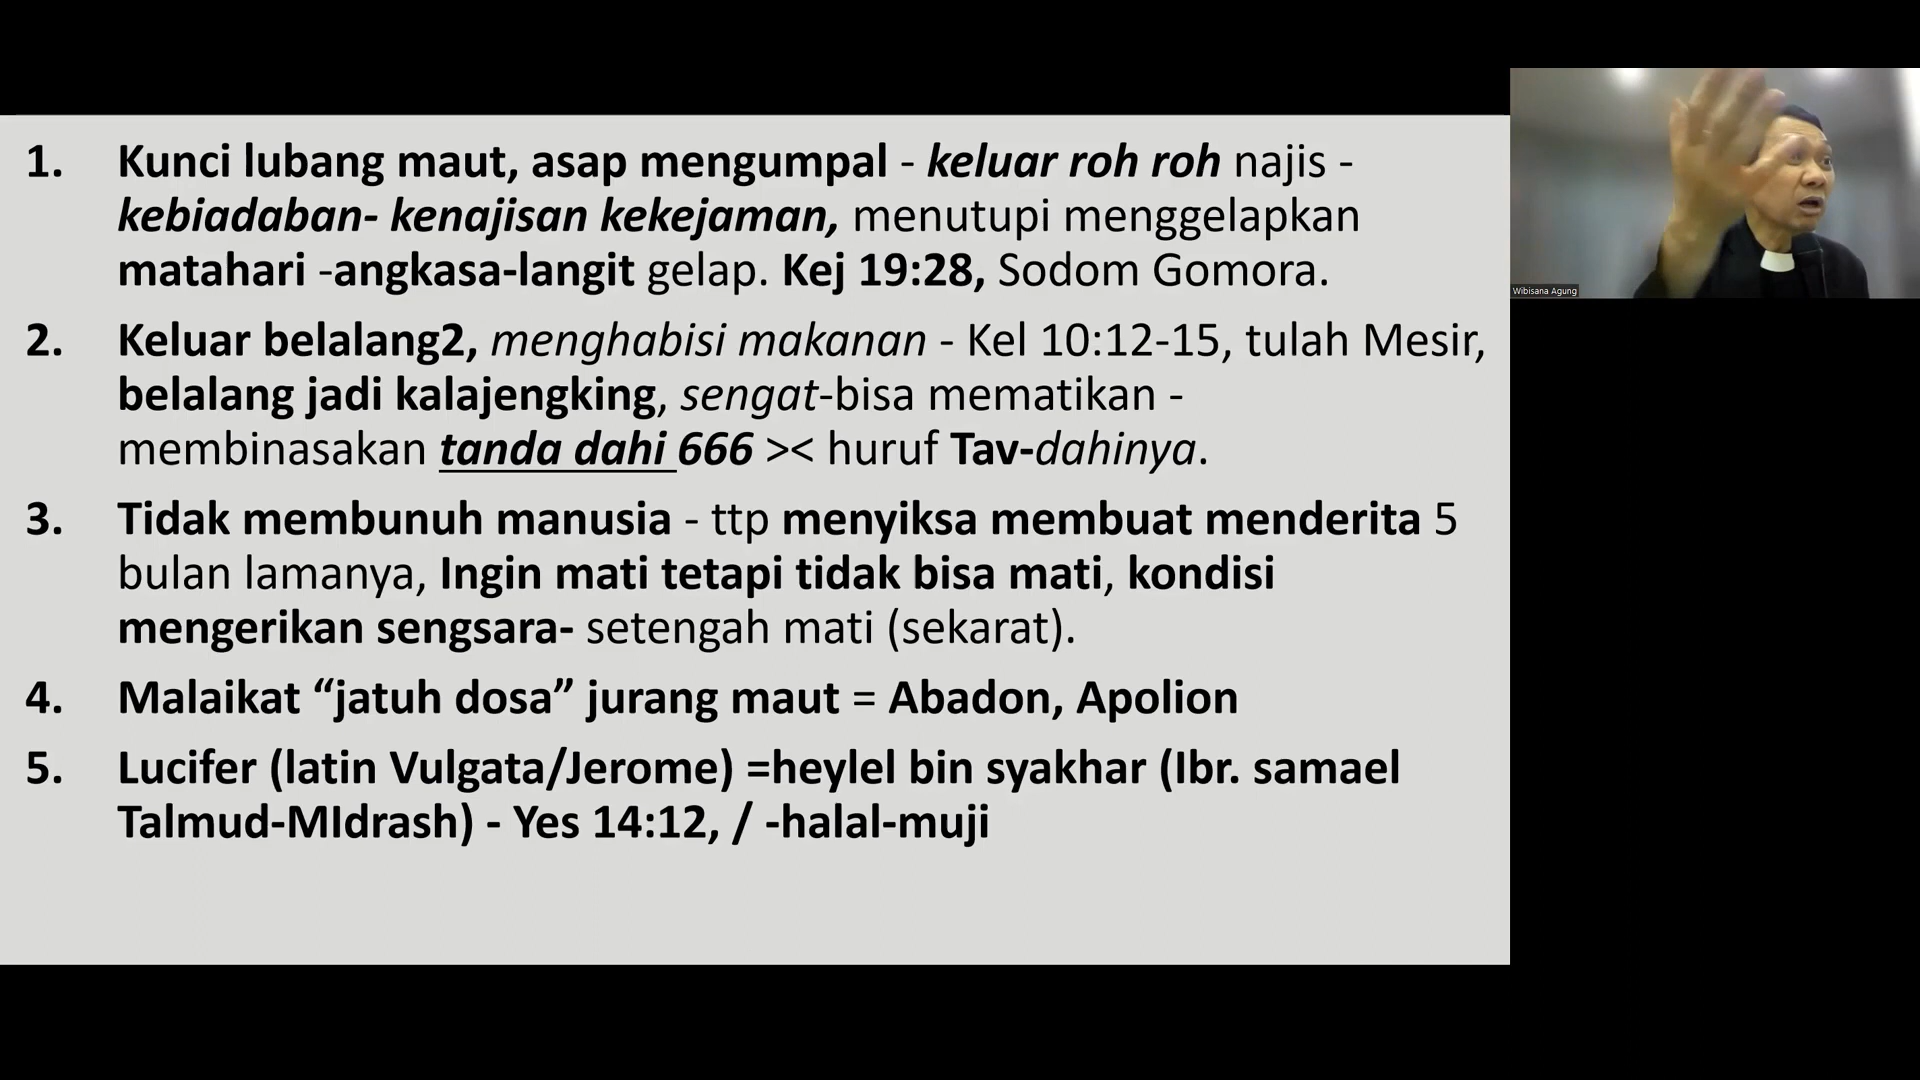 1. Kunci lubang maut, asap mengumpal - keluar roh roh najis -
kebiadaban- kenajisan kekejaman, menutupi menggelapkan
matahari -angkasa-langit gelap. Kej 19:28, Sodom Gomora.
2. Keluar belalang2, menghabisi makanan - Kel 10:12-15, tulah Mesir,
belalang jadi kalajengking, sengat-bisa mematikan -
membinasakan tanda dahi 666 >< huruf Tav-dahinya.
3. Tidak membunuh manusia - ttp menyiksa membuat menderita 5
bulan lamanya, Ingin mati tetapi tidak bisa mati, kondisi
mengerikan sengsara- setengah mati (sekarat).
4. Malaikat “jatuh dosa” jurang maut = Abadon, Apolion
5. Lucifer (latin Vulgata/Jerome) =heylel bin syakhar (Ibr. samael
Talmud-MIdrash) - Yes 14:12, / -halal-muji
Wibisana Agung